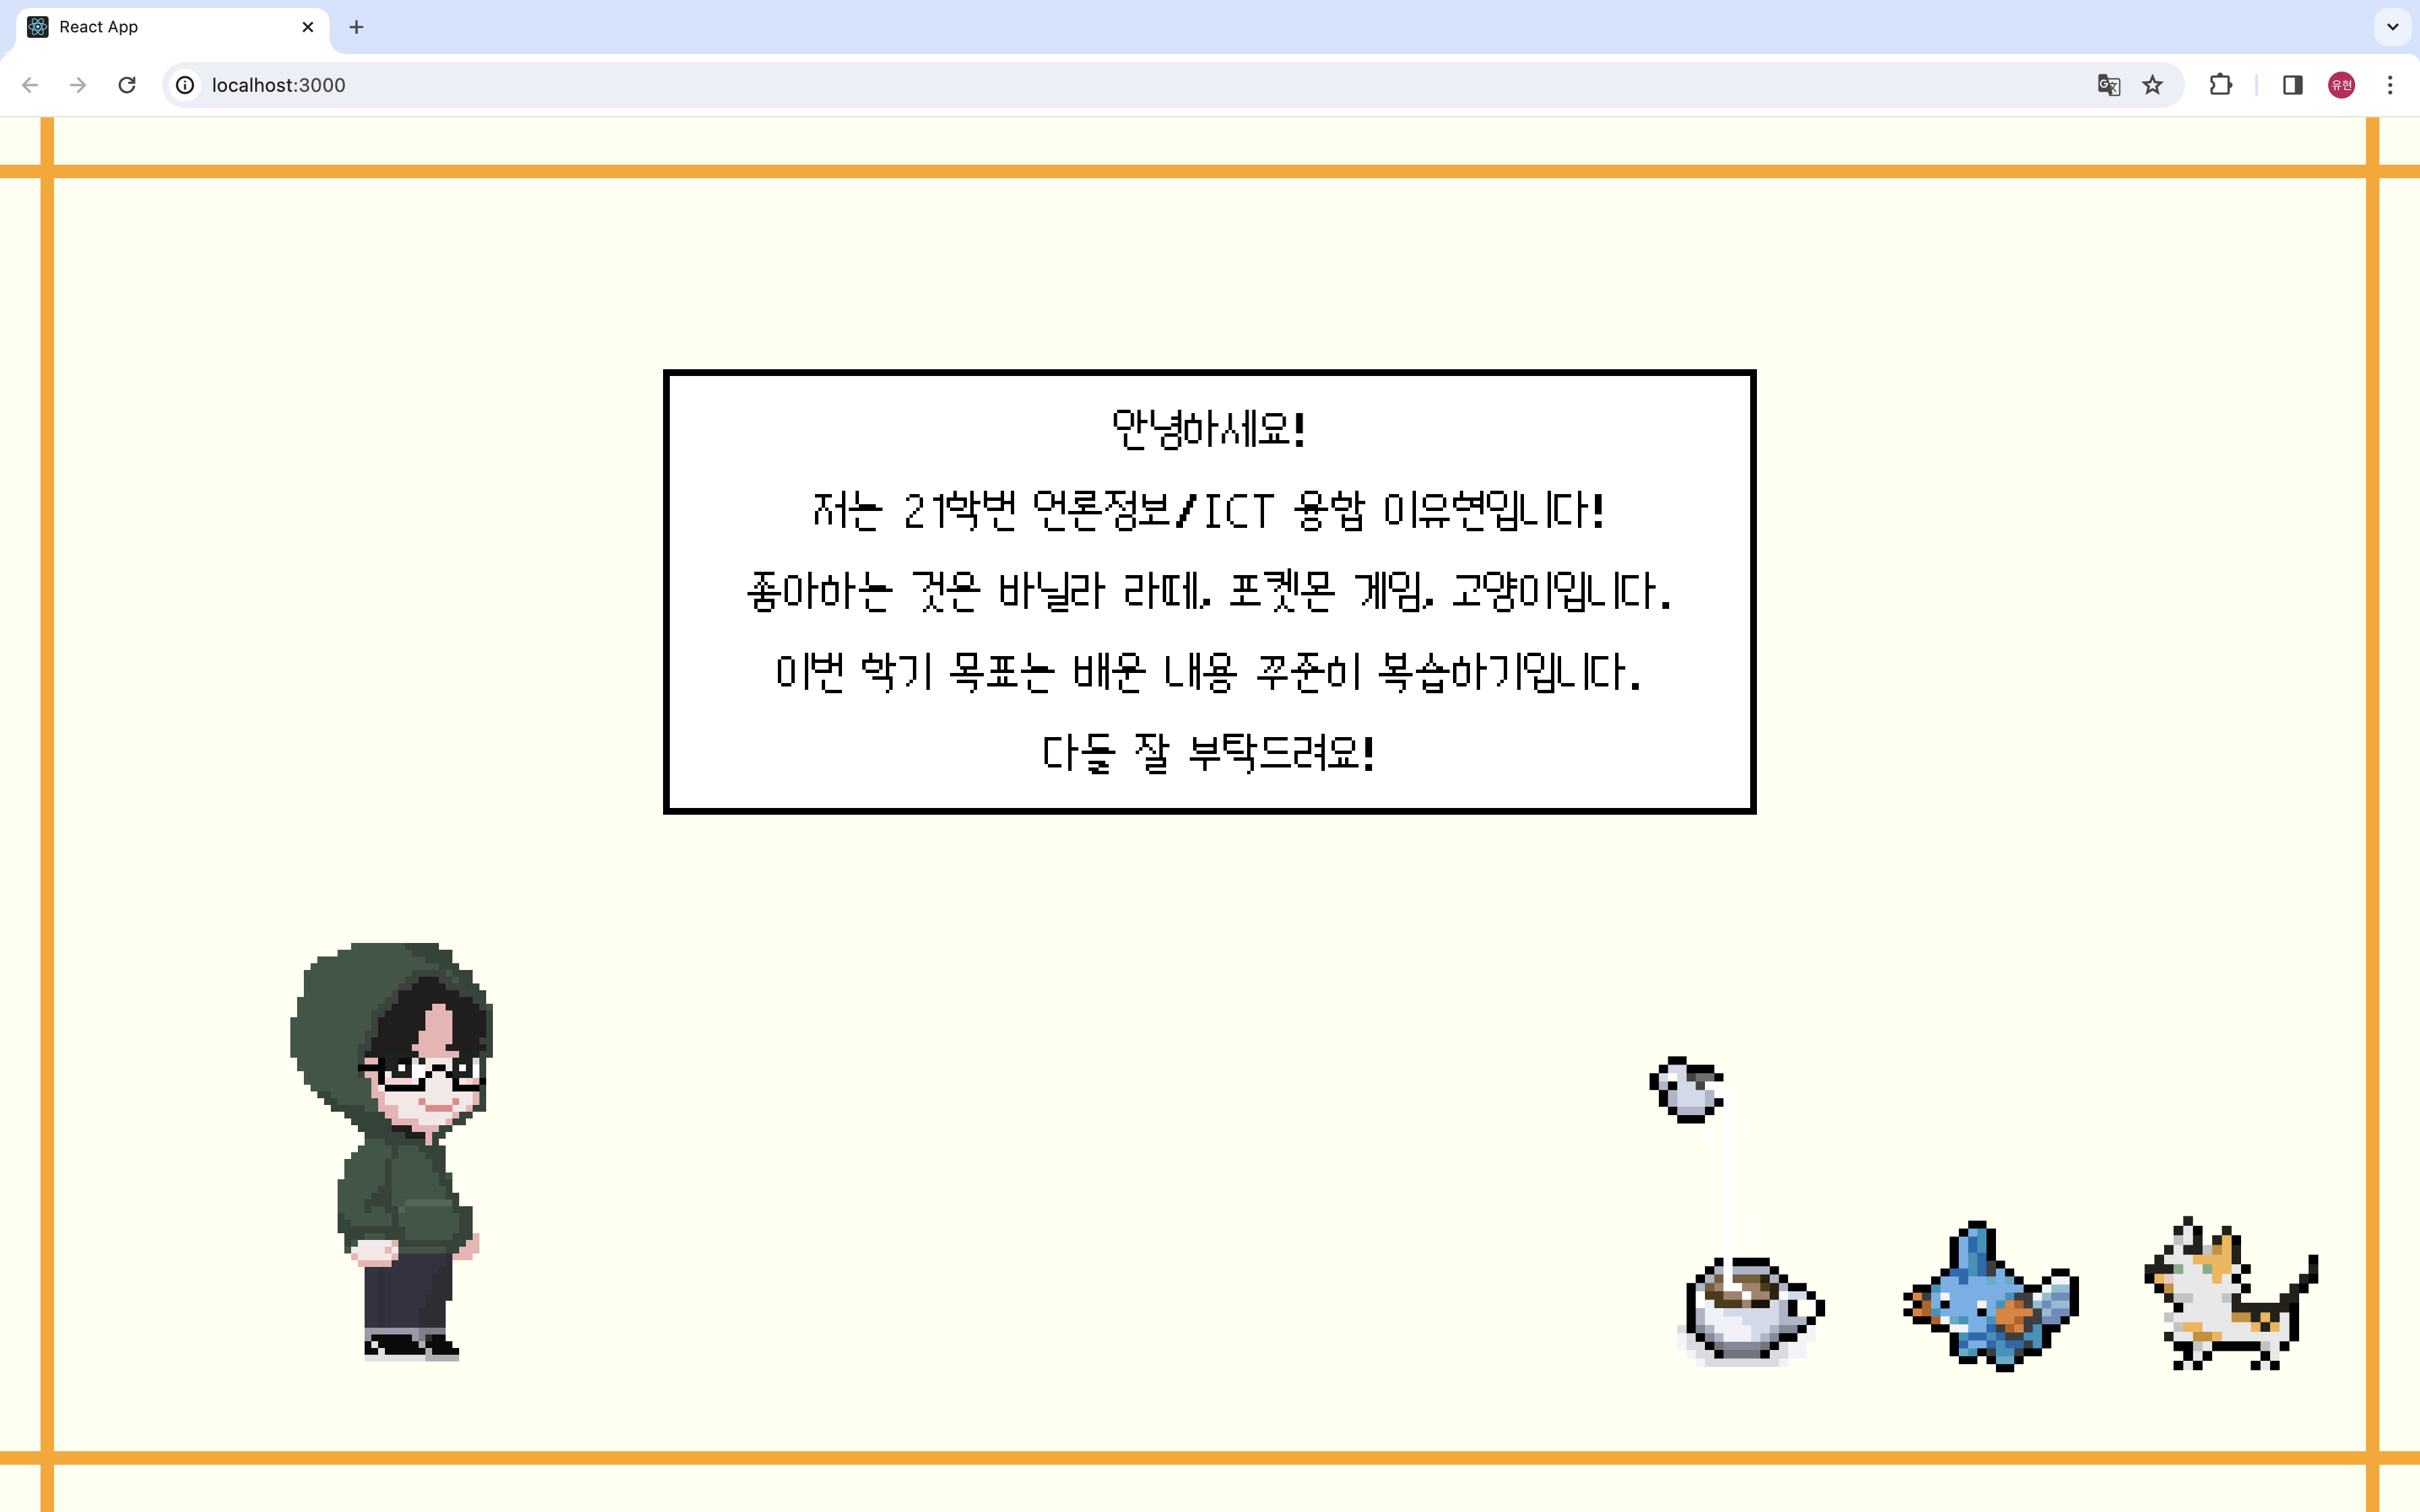 React App
localhost:3000
유현
안녕하세요!
저는 21학번 언론정보/ICT 융합 이유현입니다!
좋아하는 것은 바닐라 라떼, 포켓몬 게임, 고양이입니다.
이번 학기 목표는 배운 내용 꾸준히 복습하기입니다.
다들 잘 부탁드려요!